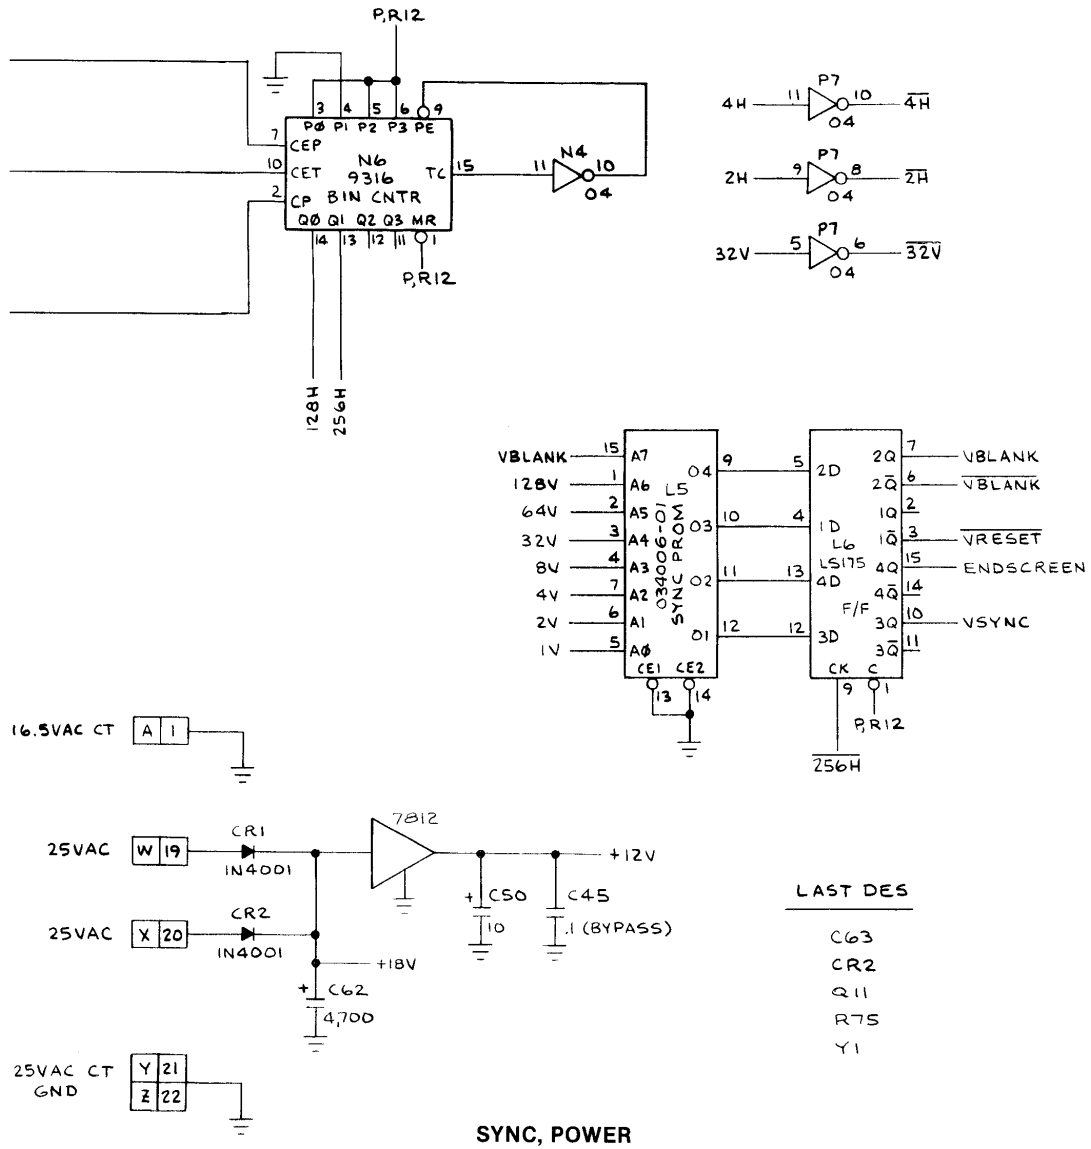 P,R12
3 4 5 6 9
PØ P1 P2 P3 PE
7 CEP
10 CET
2 CP
N6
9316
BIN CNTR
TC 15
QØ Q1 Q2 Q3 MR
14 13 12 11 1
P,R12
128H
256H
11 N4 10
04
4H 11 P7 10 4H
04
2H 9 P7 8 2H
04
32V 5 P7 6 32V
04
VBLANK 15 A7
128V 1 A6
64V 2 A5
32V 3 A4
8V 4 A3
4V 7 A2
2V 6 A1
1V 5 AØ
L5
034006-01
SYNC PROM
O4 9
O3 10
O2 11
O1 12
CE1 CE2
13 14
5 2D
4 1D
13 4D
12 3D
L6
LS175
F/F
2Q 7 VBLANK
2Q 6 VBLANK
1Q 2
1Q 3 VRESET
4Q 15 ENDSCREEN
4Q 14
3Q 10 VSYNC
3Q 11
CK C
9 1
P,R12
256H
16.5VAC CT A 1
25VAC W 19
CR1
1N4001
25VAC X 20
CR2
1N4001
7812
+12V
+ C50
10
C45
.1 (BYPASS)
+18V
+ C62
4,700
25VAC CT Y 21
GND Z 22
LAST DES
C63
CR2
Q11
R75
Y1
SYNC, POWER